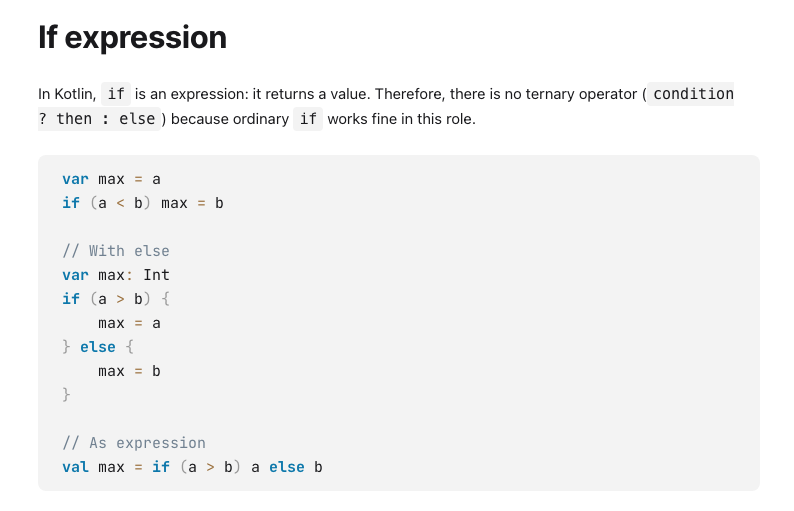 If expression
In Kotlin, if is an expression: it returns a value. Therefore, there is no ternary operator (condition
? then : else) because ordinary if works fine in this role.
var max = a
if (a < b) max = b
// With else
var max: Int
if (a > b) {
    max = a
} else {
    max = b
}
// As expression
val max = if (a > b) a else b